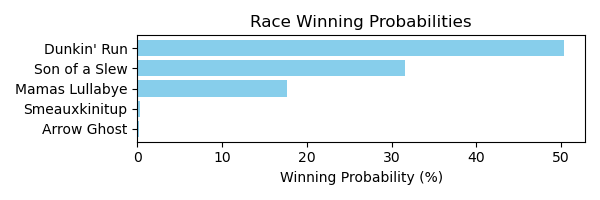 Race Winning Probabilities
Dunkin' Run
Son of a Slew
Mamas Lullabye
Smeauxkinitup
Arrow Ghost
0 10 20 30 40 50
Winning Probability (%)